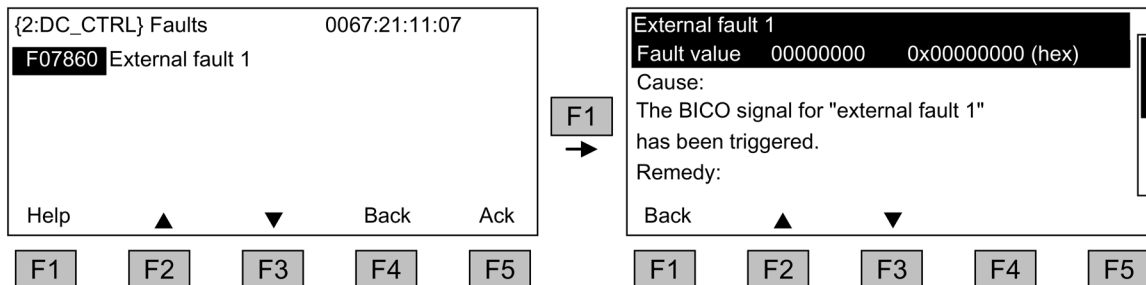 {2:DC_CTRL} Faults 0067:21:11:07
F07860 External fault 1
Help ▲ ▼ Back Ack
F1 F2 F3 F4 F5
F1
External fault 1
Fault value 00000000 0x00000000 (hex)
Cause:
The BICO signal for "external fault 1"
has been triggered.
Remedy:
Back ▲ ▼
F1 F2 F3 F4 F5